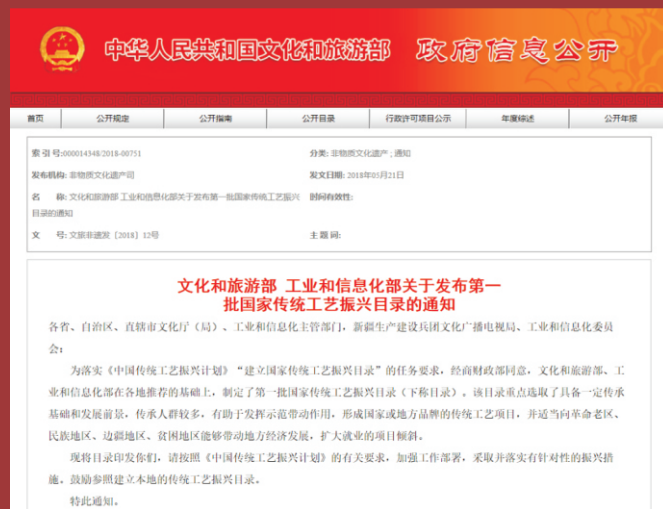 中华人民共和国文化和旅游部 政府信息公开
首页 公开规定 公开指南 公开目录 行政许可项目公示 年度综述 公开年报
索 引 号:000014348/2018-00751 分类: 非物质文化遗产 ; 通知
发布机构: 非物质文化遗产司 发文日期: 2018年05月21日
名 称: 文化和旅游部 工业和信息化部关于发布第一批国家传统工艺振兴 时间有效性:
目录的通知
文 号: 文旅非遗发〔2018〕12号 主 题 词:
文化和旅游部 工业和信息化部关于发布第一
批国家传统工艺振兴目录的通知
各省、自治区、直辖市文化厅（局）、工业和信息化主管部门，新疆生产建设兵团文化广播电视局、工业和信息化委员
会：
为落实《中国传统工艺振兴计划》“建立国家传统工艺振兴目录”的任务要求，经商财政部同意，文化和旅游部、工
业和信息化部在各地推荐的基础上，制定了第一批国家传统工艺振兴目录（下称目录）。该目录重点选取了具备一定传承
基础和发展前景，传承人群较多，有助于发挥示范带动作用，形成国家或地方品牌的传统工艺项目，并适当向革命老区、
民族地区、边疆地区、贫困地区能够带动地方经济发展，扩大就业的项目倾斜。
现将目录印发你们，请按照《中国传统工艺振兴计划》的有关要求，加强工作部署，采取并落实有针对性的振兴措
施。鼓励参照建立本地的传统工艺振兴目录。
特此通知。